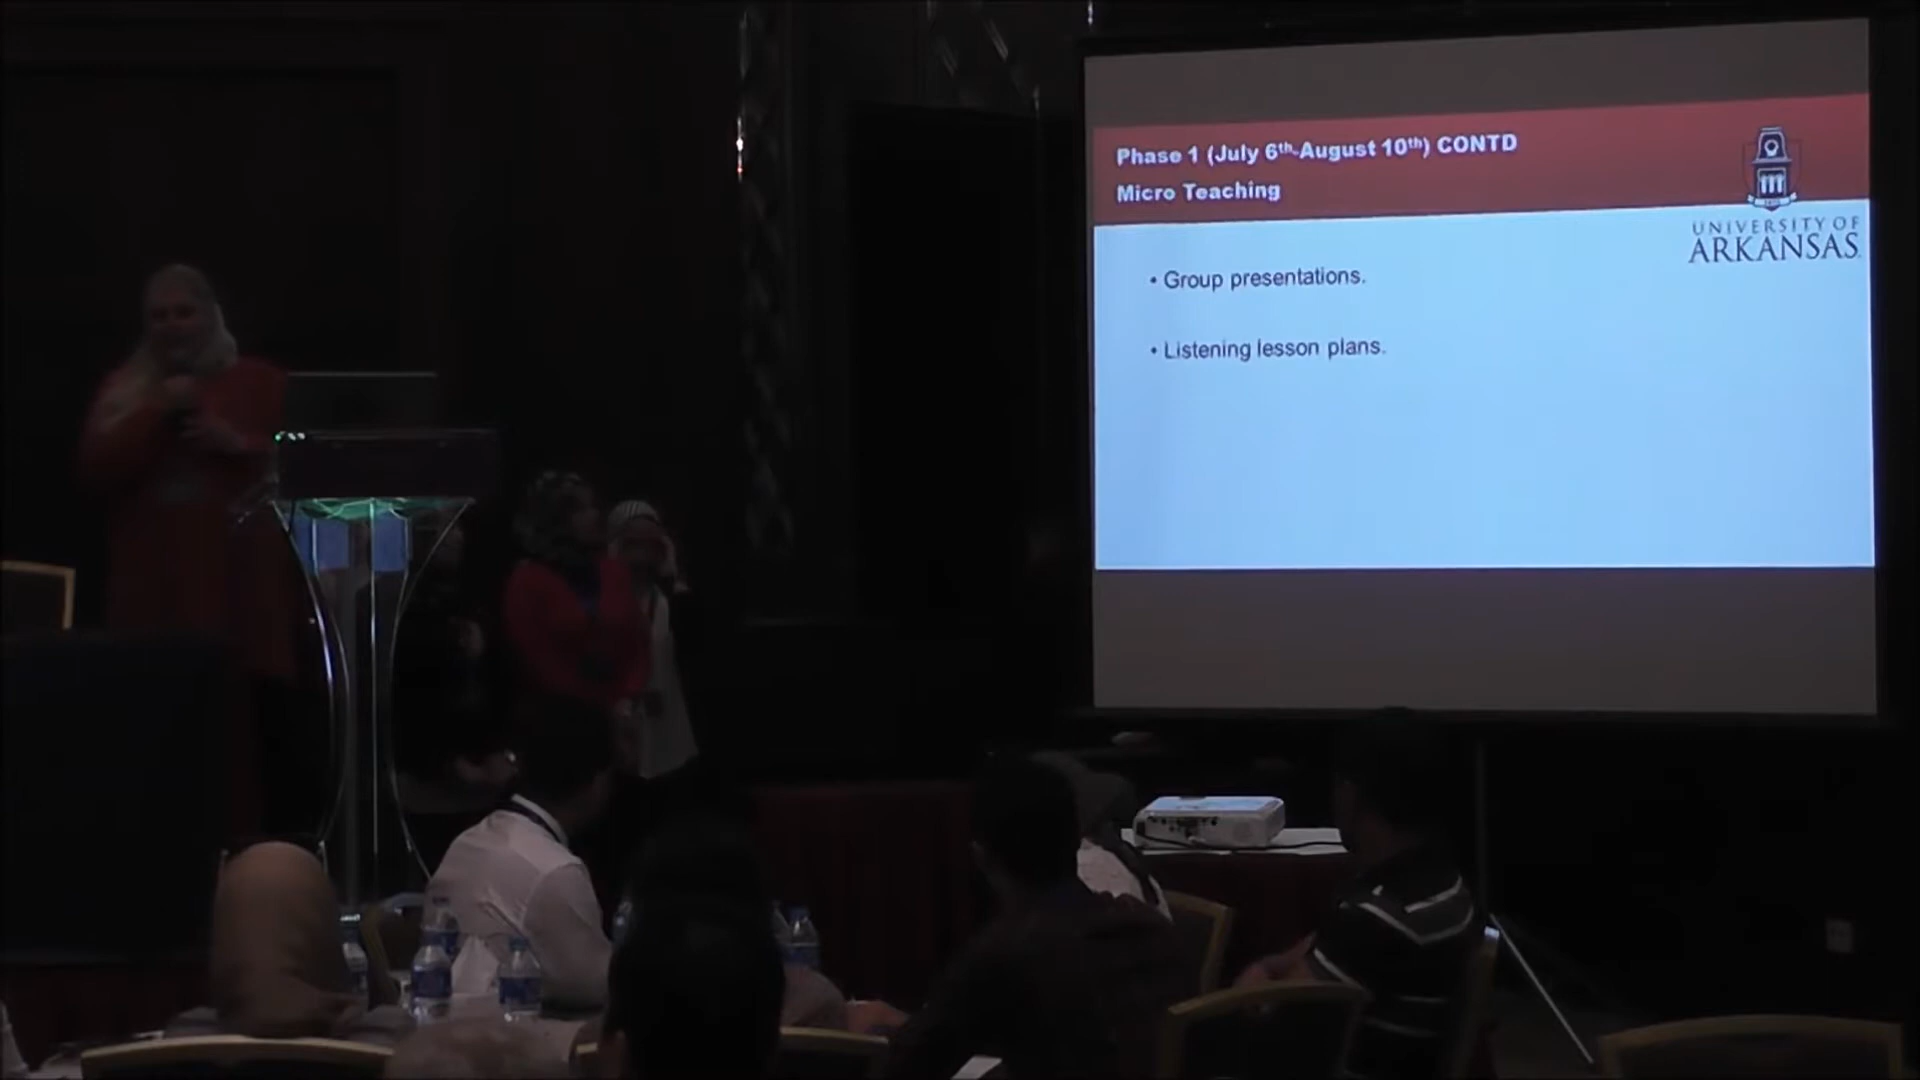 Phase 1 (July 6th-August 10th) CONTD
Micro Teaching
UNIVERSITY OF
ARKANSAS
• Group presentations.
• Listening lesson plans.